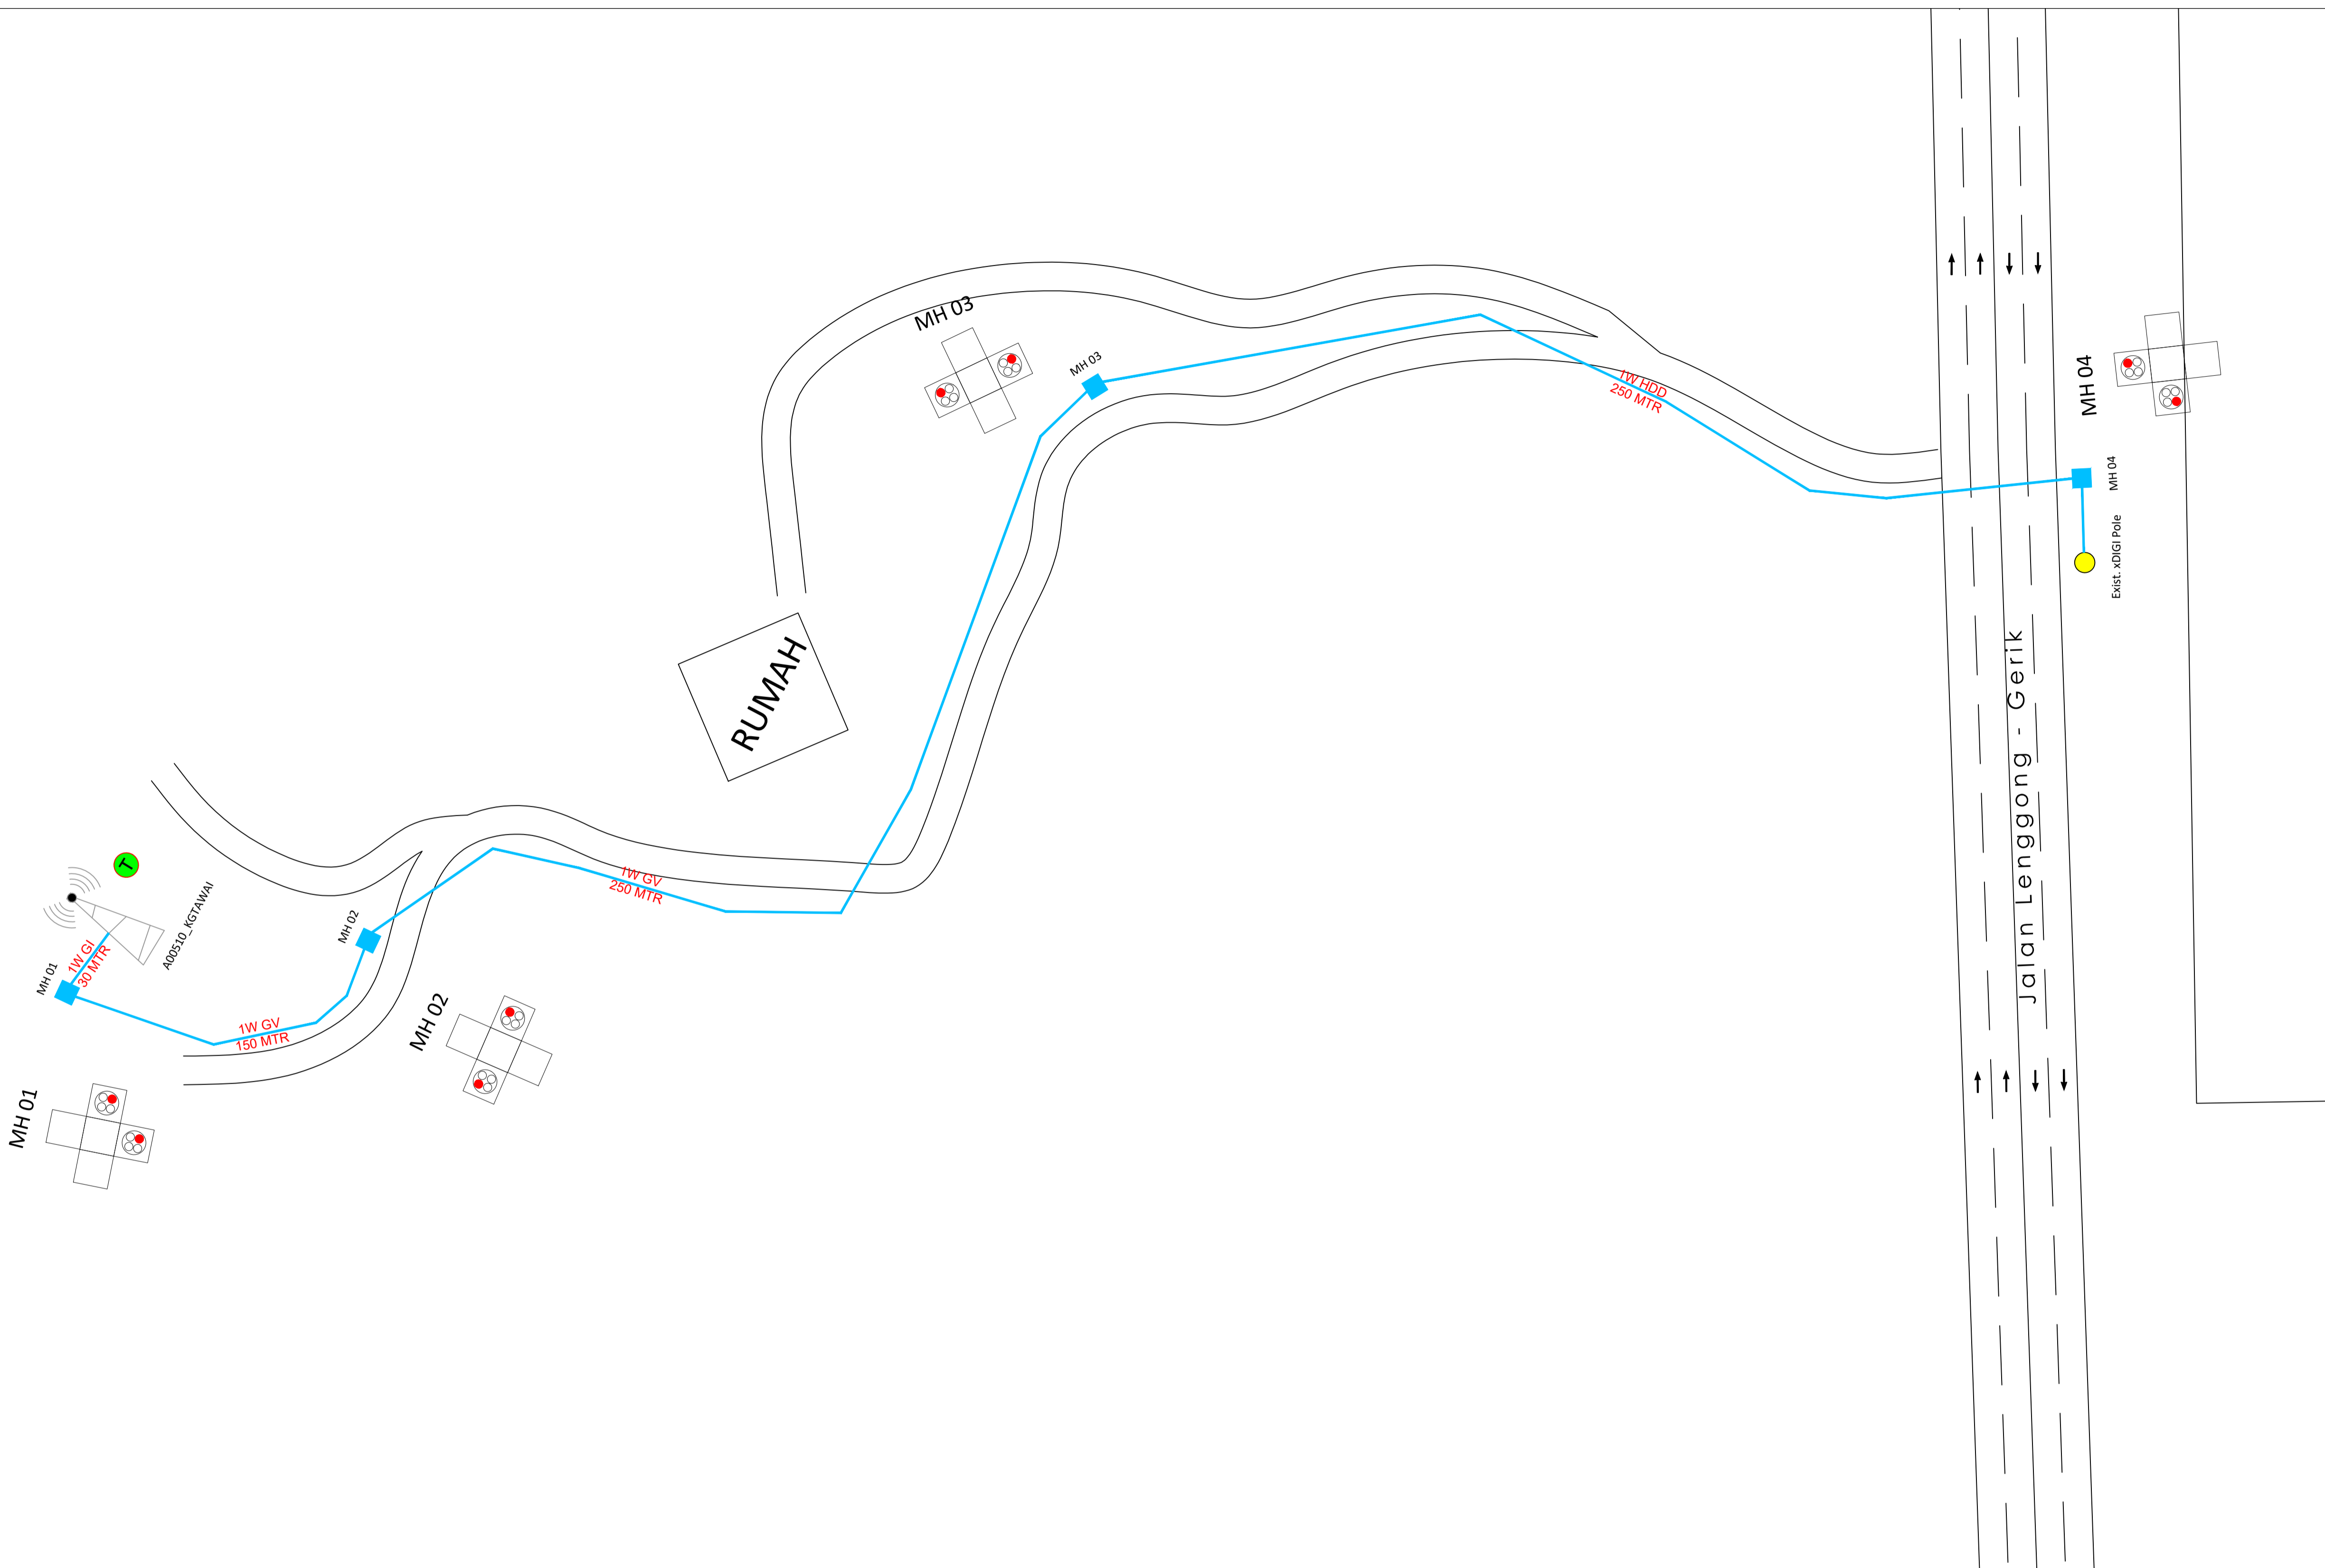 MH 03
MH 03
1W HDD
250 MTR
MH 04
MH 04
Exist. xDIGI Pole
RUMAH
Jalan Lenggong - Gerik
T
A00510_KGTAWAI
1W GI
30 MTR
MH 01
MH 02
1W GV
250 MTR
1W GV
150 MTR
MH 02
MH 01